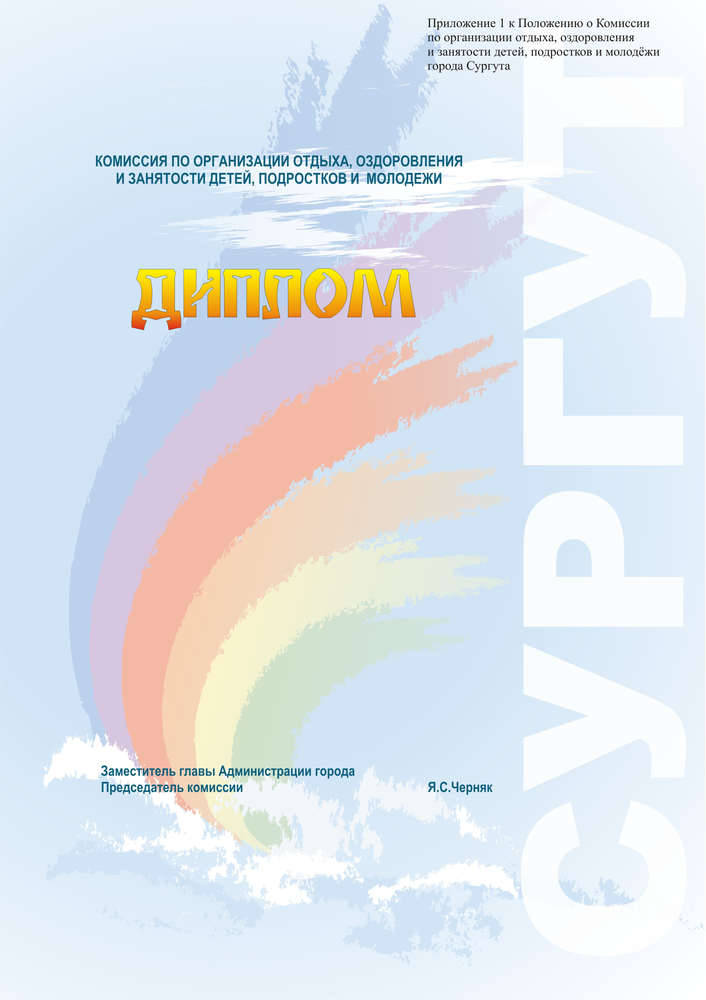 Приложение 1 к Положению о Комиссии
по организации отдыха, оздоровления
и занятости детей, подростков и молодёжи
города Сургута
КОМИССИЯ ПО ОРГАНИЗАЦИИ ОТДЫХА, ОЗДОРОВЛЕНИЯ
И ЗАНЯТОСТИ ДЕТЕЙ, ПОДРОСТКОВ И МОЛОДЕЖИ
ДИПЛОМ
Заместитель главы Администрации города
Председатель комиссии Я.С.Черняк
СУРГУТ